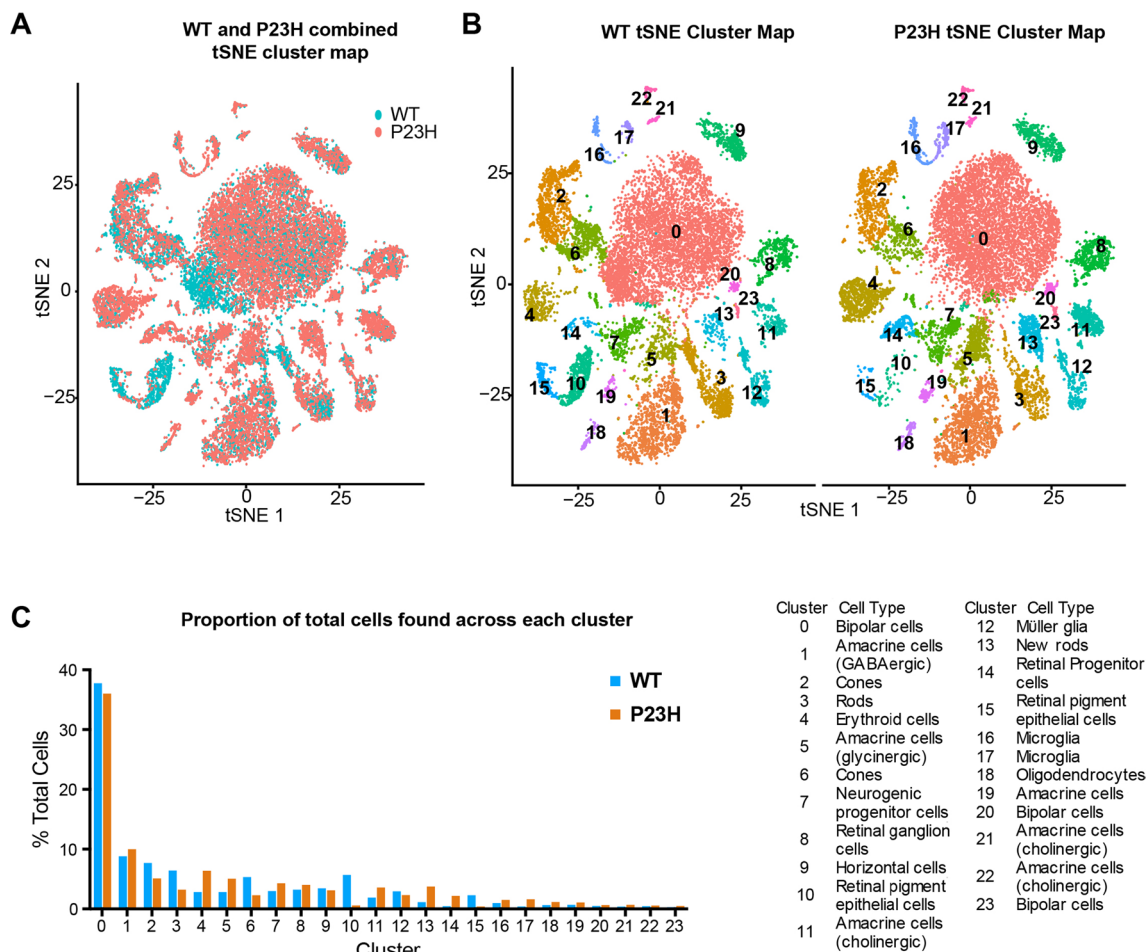 A
WT and P23H combined
tSNE cluster map
WT
P23H
25
0
−25
tSNE 2
−25
0
25
tSNE 1
B
WT tSNE Cluster Map
P23H tSNE Cluster Map
25
0
−25
tSNE 2
22
21
17
16
9
2
0
6
8
20
23
4
13
11
14
7
5
15
10
3
12
19
1
18
−25
0
25
22
21
17
16
9
2
6
0
8
4
20
7
23
11
14
13
5
10
12
15
19
3
1
18
−25
0
25
tSNE 1
C
Proportion of total cells found across each cluster
% Total Cells
40
30
20
10
0
WT
P23H
0 1 2 3 4 5 6 7 8 9 10 11 12 13 14 15 16 17 18 19 20 21 22 23
Cluster
Cluster Cell Type
0 Bipolar cells
1 Amacrine cells
(GABAergic)
2 Cones
3 Rods
4 Erythroid cells
5 Amacrine cells
(glycinergic)
6 Cones
7 Neurogenic
progenitor cells
8 Retinal ganglion
cells
9 Horizontal cells
10 Retinal pigment
epithelial cells
11 Amacrine cells
(cholinergic)
Cluster Cell Type
12 Müller glia
13 New rods
14 Retinal Progenitor
cells
15 Retinal pigment
epithelial cells
16 Microglia
17 Microglia
18 Oligodendrocytes
19 Amacrine cells
20 Bipolar cells
21 Amacrine cells
(cholinergic)
22 Amacrine cells
(cholinergic)
23 Bipolar cells